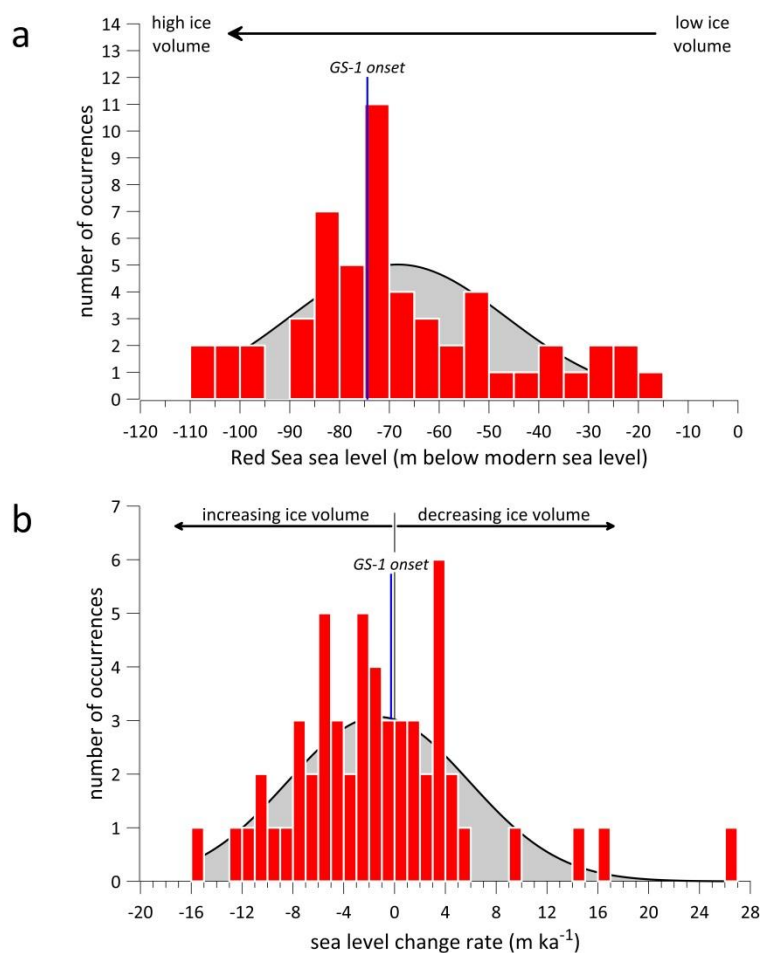 a
high ice
volume
low ice
volume
GS-1 onset
14
13
12
11
10
9
8
7
6
5
4
3
2
1
0
number of occurrences
-120 -110 -100 -90 -80 -70 -60 -50 -40 -30 -20 -10 0
Red Sea sea level (m below modern sea level)
b
increasing ice volume
decreasing ice volume
GS-1 onset
7
6
5
4
3
2
1
0
number of occurrences
-20 -16 -12 -8 -4 0 4 8 12 16 20 24 28
sea level change rate (m ka⁻¹)